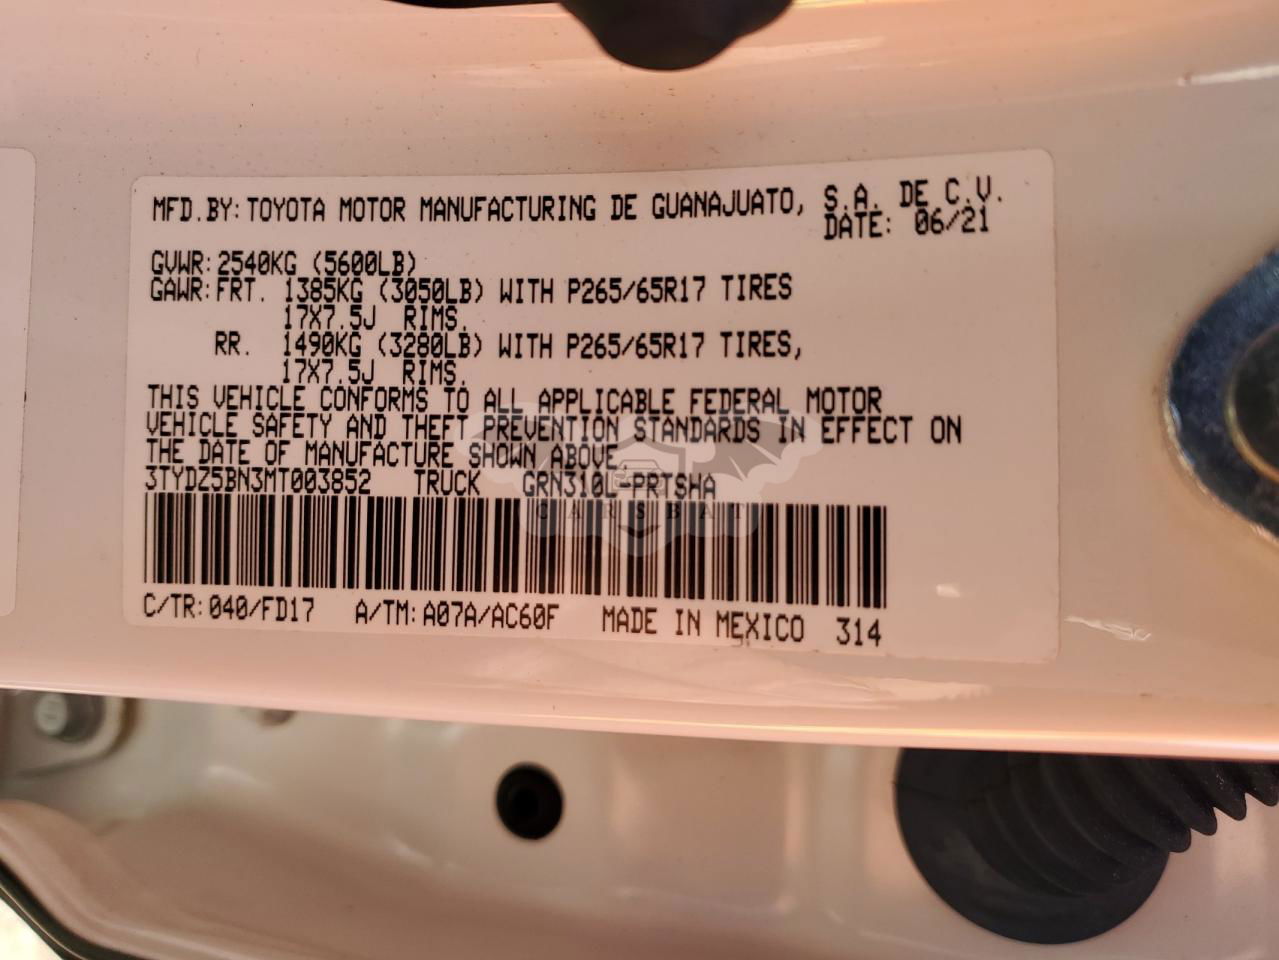 MFD.BY: TOYOTA MOTOR MANUFACTURING DE GUANAJUATO, S.A. DE C.V.
DATE: 06/21
GVWR: 2540KG (5600LB)
GAWR: FRT. 1385KG (3050LB) WITH P265/65R17 TIRES
17X7.5J RIMS.
RR. 1490KG (3280LB) WITH P265/65R17 TIRES,
17X7.5J RIMS.
THIS VEHICLE CONFORMS TO ALL APPLICABLE FEDERAL MOTOR
VEHICLE SAFETY AND THEFT PREVENTION STANDARDS IN EFFECT ON
THE DATE OF MANUFACTURE SHOWN ABOVE.
3TYDZ5BN3MT003852 TRUCK GRN310L-PRTSHA
CARSBAT
C/TR: 040/FD17 A/TM: A07A/AC60F MADE IN MEXICO 314